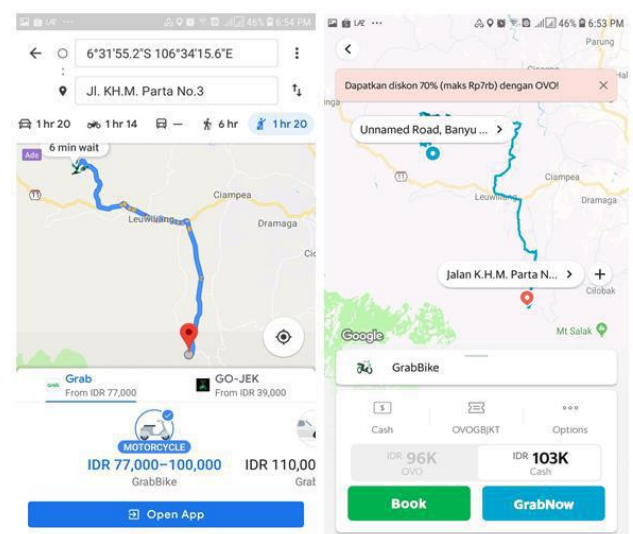 46% 6:54 PM
6°31'55.2"S 106°34'15.6"E
Jl. KH.M. Parta No.3
1 hr 20 1 hr 14 — 6 hr 1 hr 20
Ads
6 min wait
11
Ciampea
Leuwiliang
Dramaga
Grab
From IDR 77,000
GO-JEK
From IDR 39,000
MOTORCYCLE
IDR 77,000–100,000
GrabBike
IDR 110,00
Grab
Open App
46% 6:53 PM
Parung
Dapatkan diskon 70% (maks Rp7rb) dengan OVO!
Unnamed Road, Banyu ...
11
Ciampea
Dramaga
Jalan K.H.M. Parta N...
Cilobak
Google
Mt Salak
GrabBike
Cash
OVOGBJKT
Options
IDR 96K
OVO
IDR 103K
Cash
Book
GrabNow